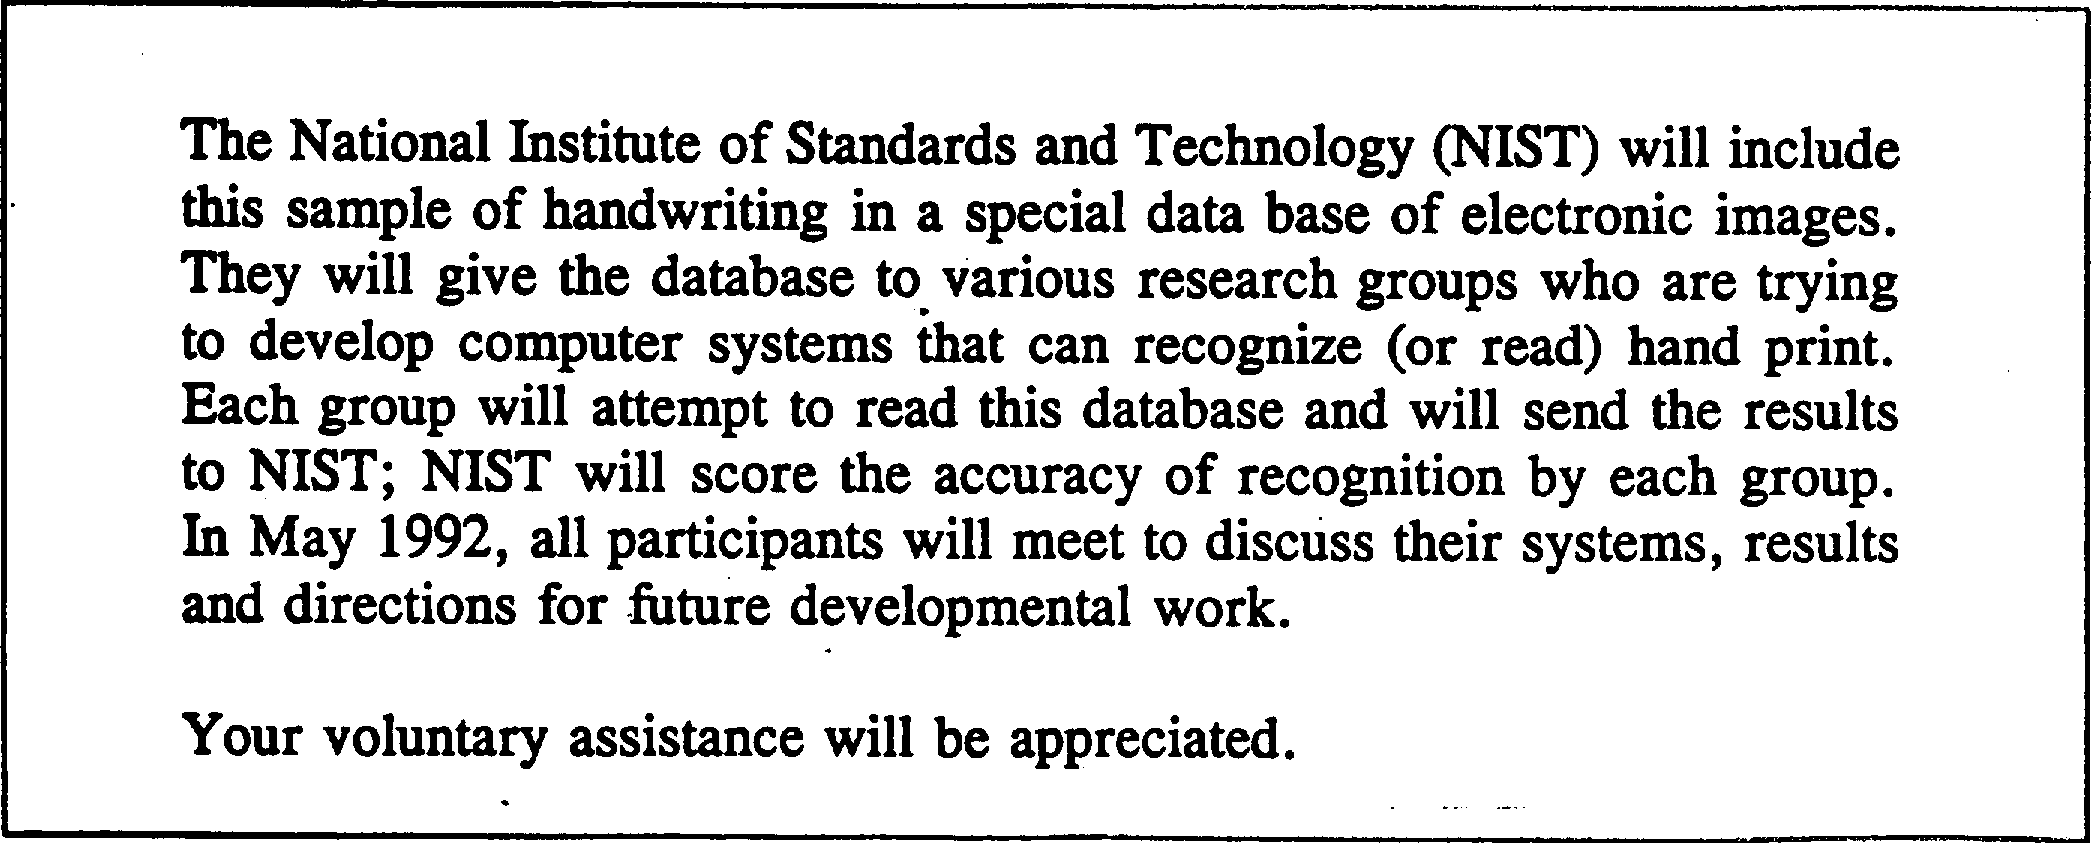 The National Institute of Standards and Technology (NIST) will include
this sample of handwriting in a special data base of electronic images.
They will give the database to various research groups who are trying
to develop computer systems that can recognize (or read) hand print.
Each group will attempt to read this database and will send the results
to NIST; NIST will score the accuracy of recognition by each group.
In May 1992, all participants will meet to discuss their systems, results
and directions for future developmental work.
Your voluntary assistance will be appreciated.